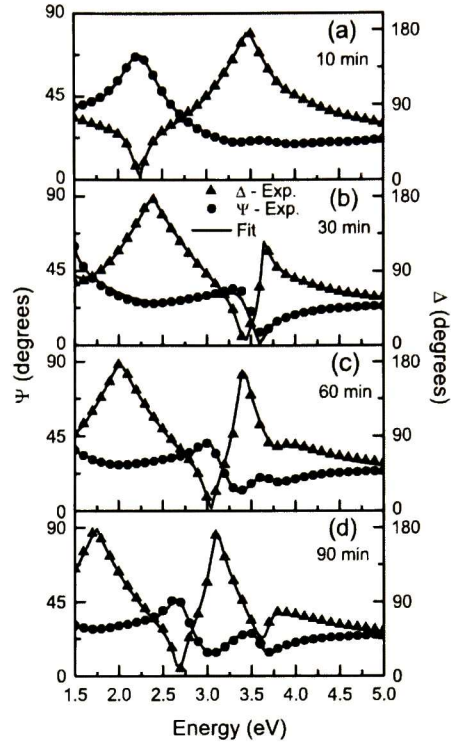 90
45
0
(a)
10 min
180
90
0
90
45
0
Δ - Exp.
Ψ - Exp.
Fit
(b)
30 min
180
90
0
90
45
0
(c)
60 min
180
90
0
90
45
0
(d)
90 min
180
90
0
Ψ (degrees)
Δ (degrees)
1.5 2.0 2.5 3.0 3.5 4.0 4.5 5.0
Energy (eV)